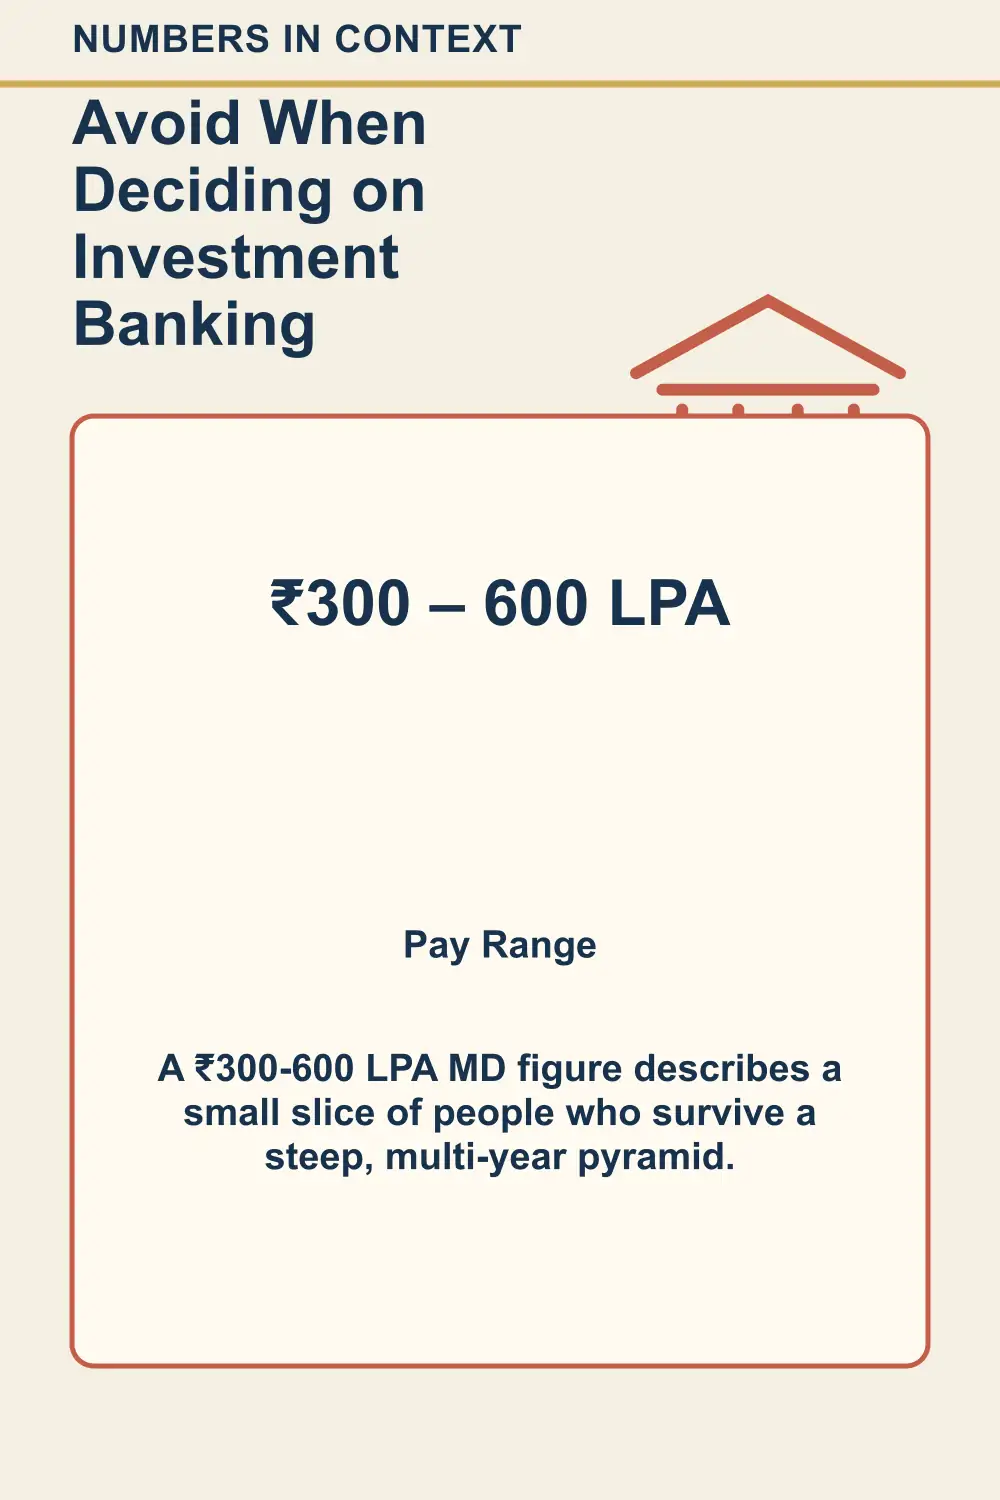 NUMBERS IN CONTEXT
Avoid When
Deciding on
Investment
Banking
₹300 – 600 LPA
Pay Range
A ₹300-600 LPA MD figure describes a
small slice of people who survive a
steep, multi-year pyramid.